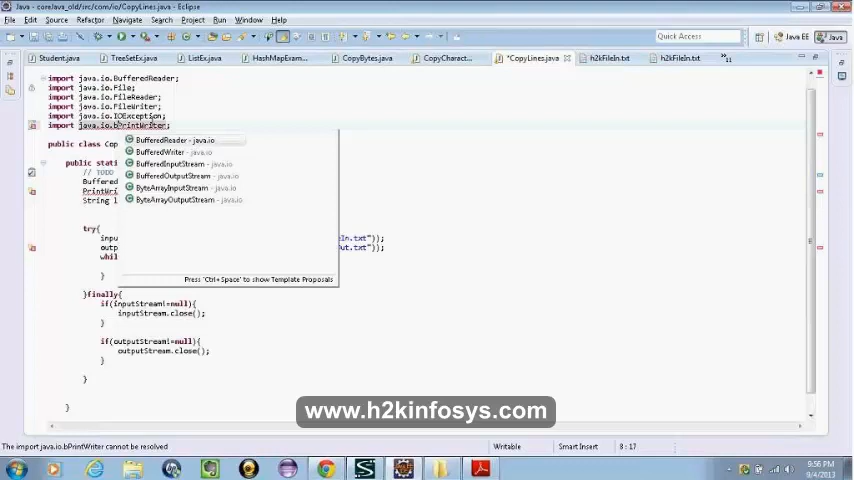 Java - coreJava_old/src/com/io/CopyLines.java - Eclipse
File Edit Source Refactor Navigate Search Project Run Window Help
Quick Access
Java EE
Java
Student.java
TreeSetEx.java
ListEx.java
HashMapExam...
CopyBytes.java
CopyCharact...
*CopyLines.java
h2kFileIn.txt
h2kFileIn.txt
»11
import java.io.BufferedReader;
import java.io.File;
import java.io.FileReader;
import java.io.FileWriter;
import java.io.IOException;
import java.io.bPrintWriter;
BufferedReader - java.io
public class Cop
BufferedWriter - java.io
public stati
BufferedInputStream - java.io
// TODO
BufferedOutputStream - java.io
Buffered
ByteArrayInputStream - java.io
PrintWri
ByteArrayOutputStream - java.io
String l
try{
inpu
eIn.txt"));
outp
Out.txt"));
whil
}
Press 'Ctrl+Space' to show Template Proposals
}finally{
if(inputStream!=null){
inputStream.close();
}
if(outputStream!=null){
outputStream.close();
}
}
}
www.h2kinfosys.com
The import java.io.bPrintWriter cannot be resolved
Writable
Smart Insert
8 : 17
9:56 PM
9/4/2013